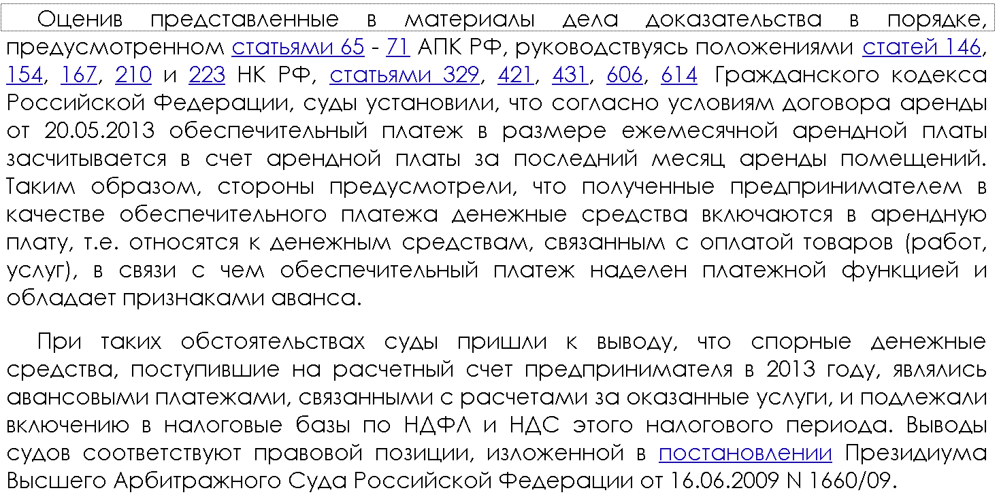 Оценив представленные в материалы дела доказательства в порядке,
предусмотренном статьями 65 - 71 АПК РФ, руководствуясь положениями статей 146,
154, 167, 210 и 223 НК РФ, статьями 329, 421, 431, 606, 614 Гражданского кодекса
Российской Федерации, суды установили, что согласно условиям договора аренды
от 20.05.2013 обеспечительный платеж в размере ежемесячной арендной платы
засчитывается в счет арендной платы за последний месяц аренды помещений.
Таким образом, стороны предусмотрели, что полученные предпринимателем в
качестве обеспечительного платежа денежные средства включаются в арендную
плату, т.е. относятся к денежным средствам, связанным с оплатой товаров (работ,
услуг), в связи с чем обеспечительный платеж наделен платежной функцией и
обладает признаками аванса.
При таких обстоятельствах суды пришли к выводу, что спорные денежные
средства, поступившие на расчетный счет предпринимателя в 2013 году, являлись
авансовыми платежами, связанными с расчетами за оказанные услуги, и подлежали
включению в налоговые базы по НДФЛ и НДС этого налогового периода. Выводы
судов соответствуют правовой позиции, изложенной в постановлении Президиума
Высшего Арбитражного Суда Российской Федерации от 16.06.2009 N 1660/09.